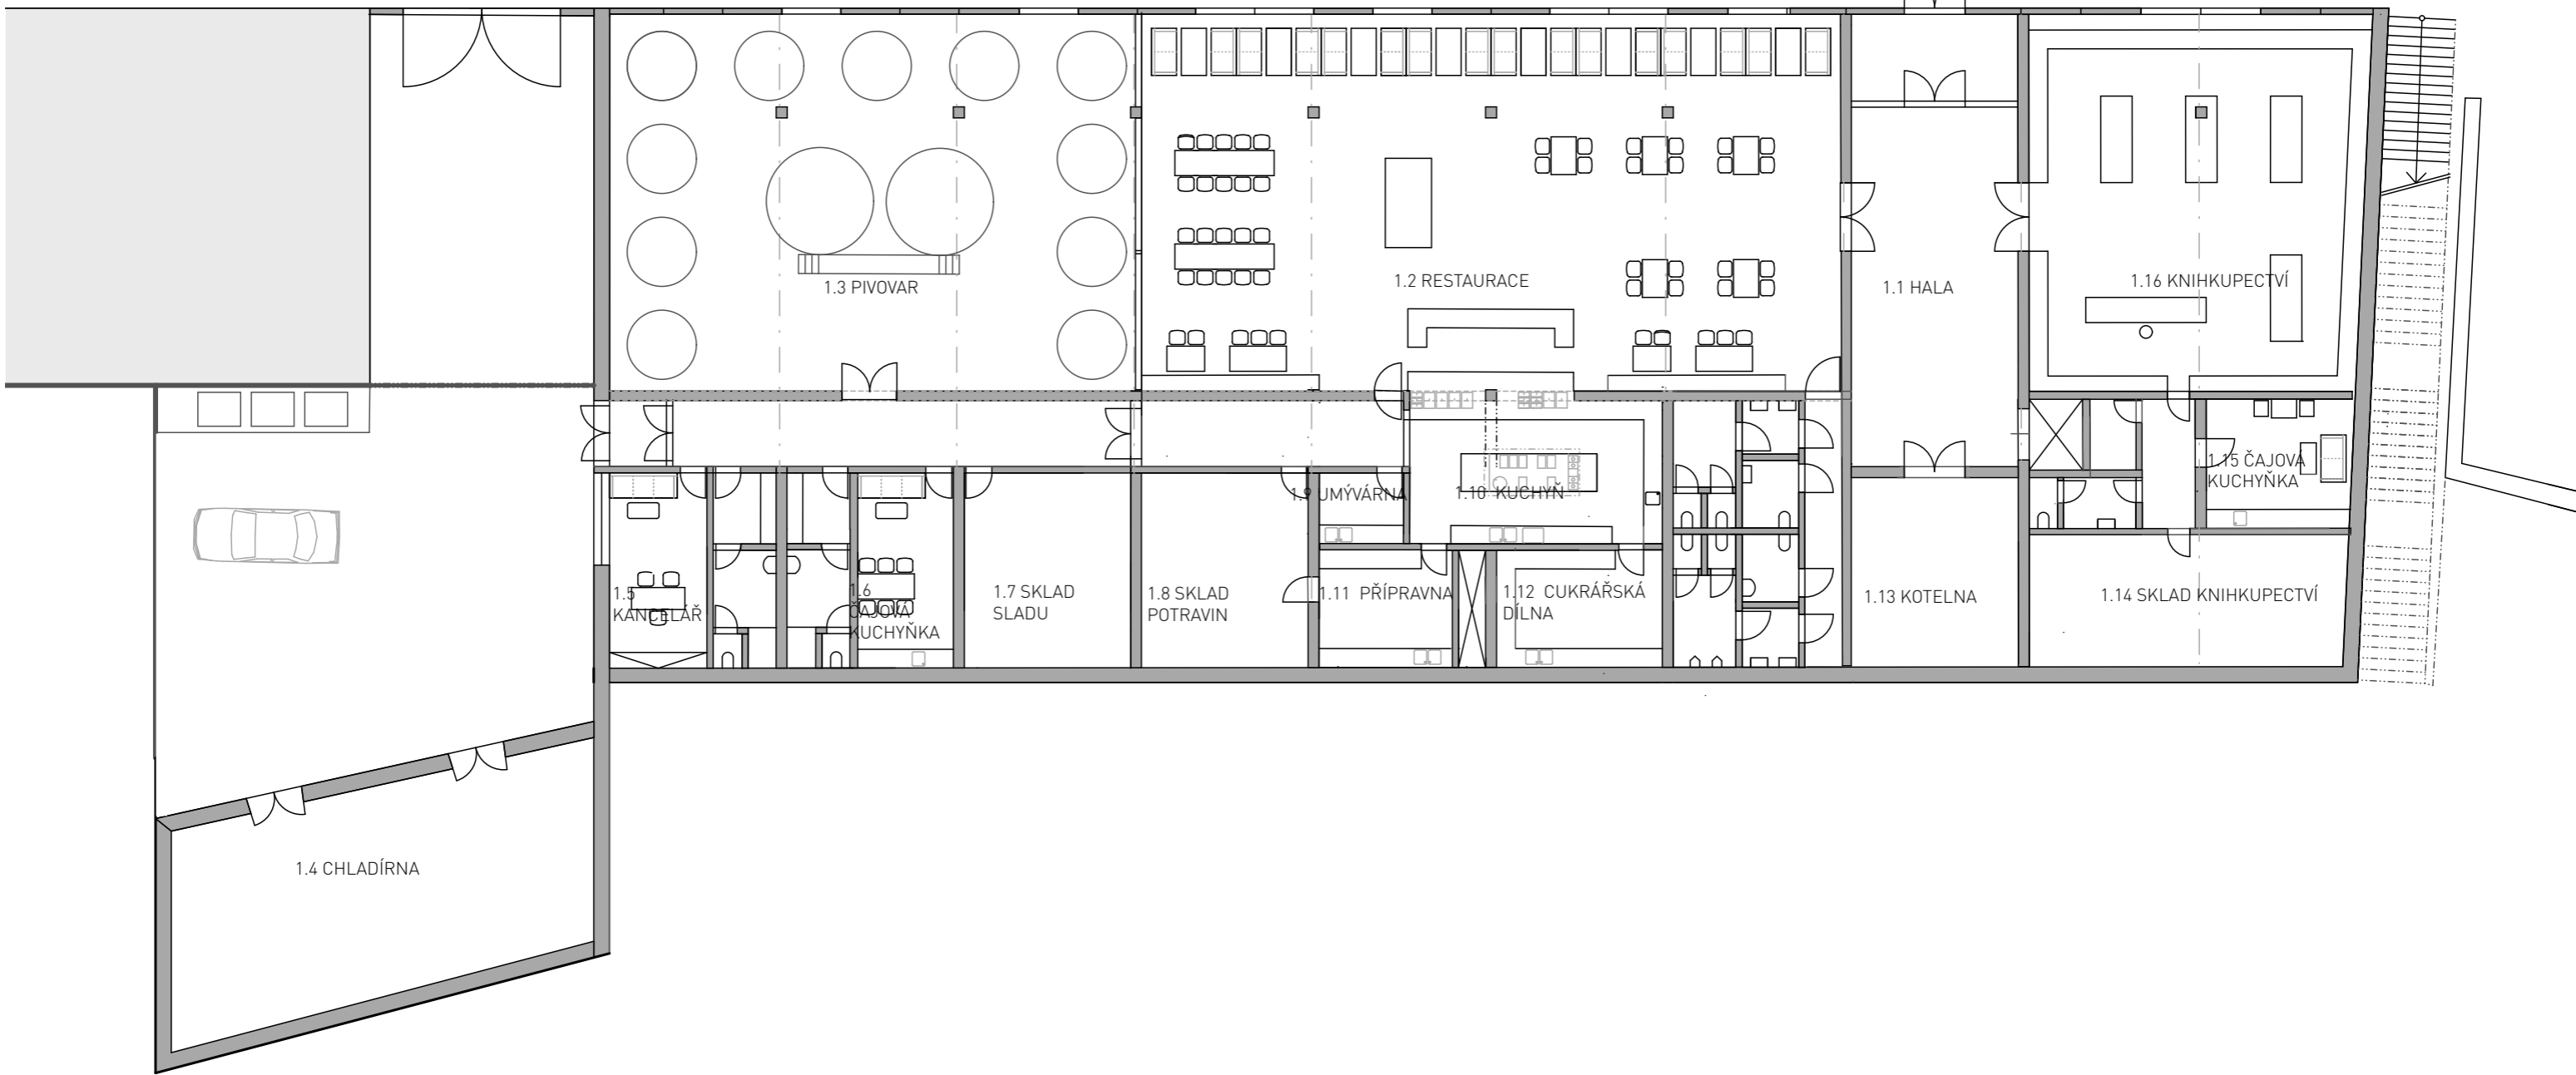 1.3 PIVOVAR
1.2 RESTAURACE
1.1 HALA
1.16 KNIHKUPECTVÍ
1.15 ČAJOVÁ
KUCHYŇKA
1.9 UMÝVÁRNA
1.10 KUCHYŇ
1.5
KANCELÁŘ
1.6
ČAJOVÁ
KUCHYŇKA
1.7 SKLAD
SLADU
1.8 SKLAD
POTRAVIN
1.11 PŘÍPRAVNA
1.12 CUKRÁŘSKÁ
DÍLNA
1.13 KOTELNA
1.14 SKLAD KNIHKUPECTVÍ
1.4 CHLADÍRNA